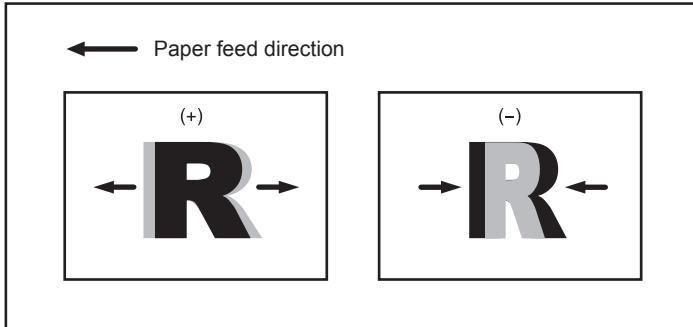 Paper feed direction
(+)
(−)
R
R